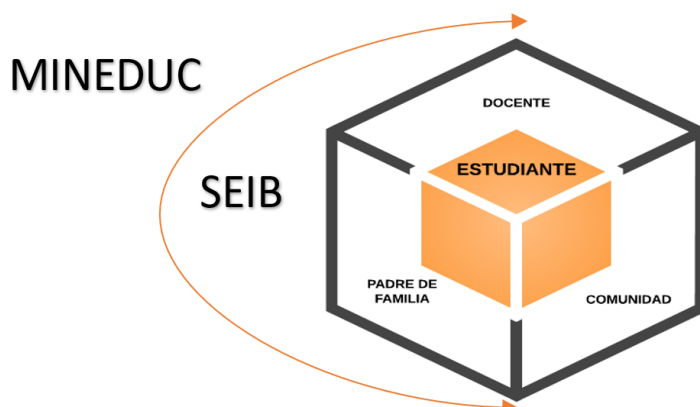 MINEDUC
DOCENTE
ESTUDIANTE
SEIB
PADRE DE
FAMILIA
COMUNIDAD